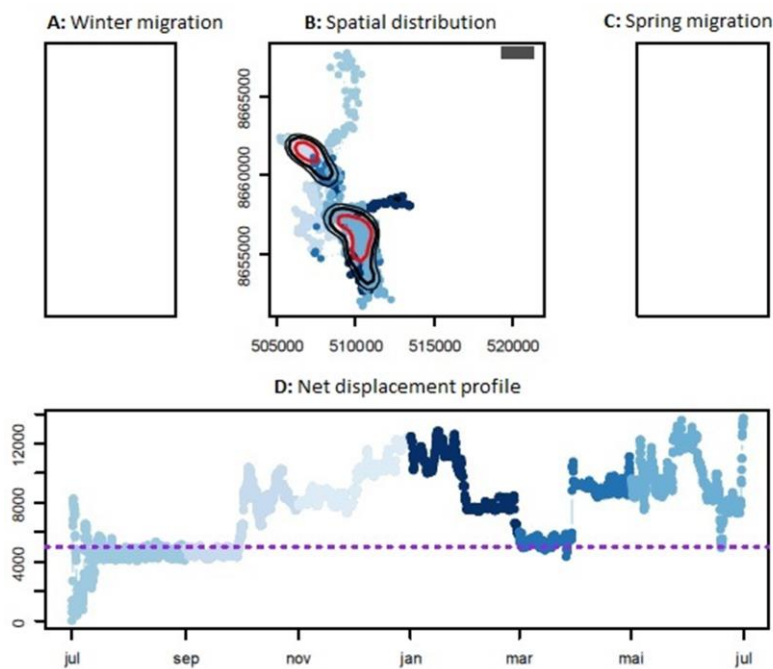 A: Winter migration
B: Spatial distribution
C: Spring migration
8665000
8660000
8655000
505000 510000 515000 520000
D: Net displacement profile
12000
8000
4000
0
jul sep nov jan mar mai jul